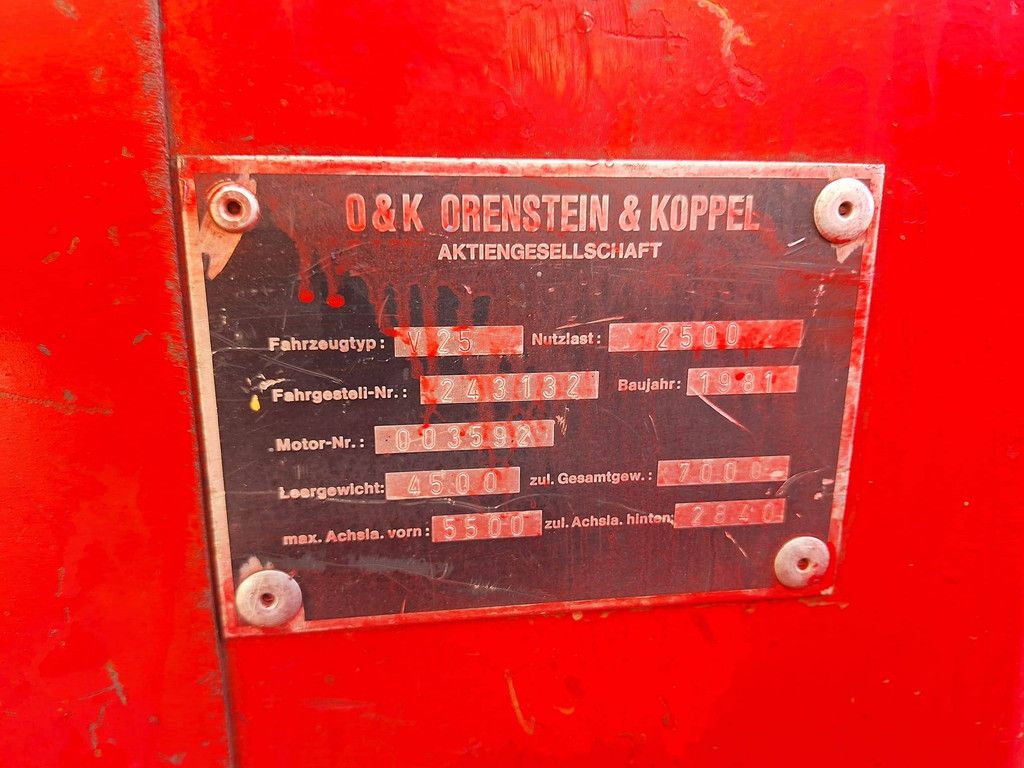 O & K ORENSTEIN & KOPPEL
AKTIENGESELLSCHAFT
Fahrzeugtyp: V 25 Nutzlast: 2500
Fahrgestell-Nr.: 243132 Baujahr: 1981
Motor-Nr.: 003592
Leergewicht: 4500 zul. Gesamtgew.: 7000
max. Achsla. vorn: 5500 zul. Achsla. hinten: 2840